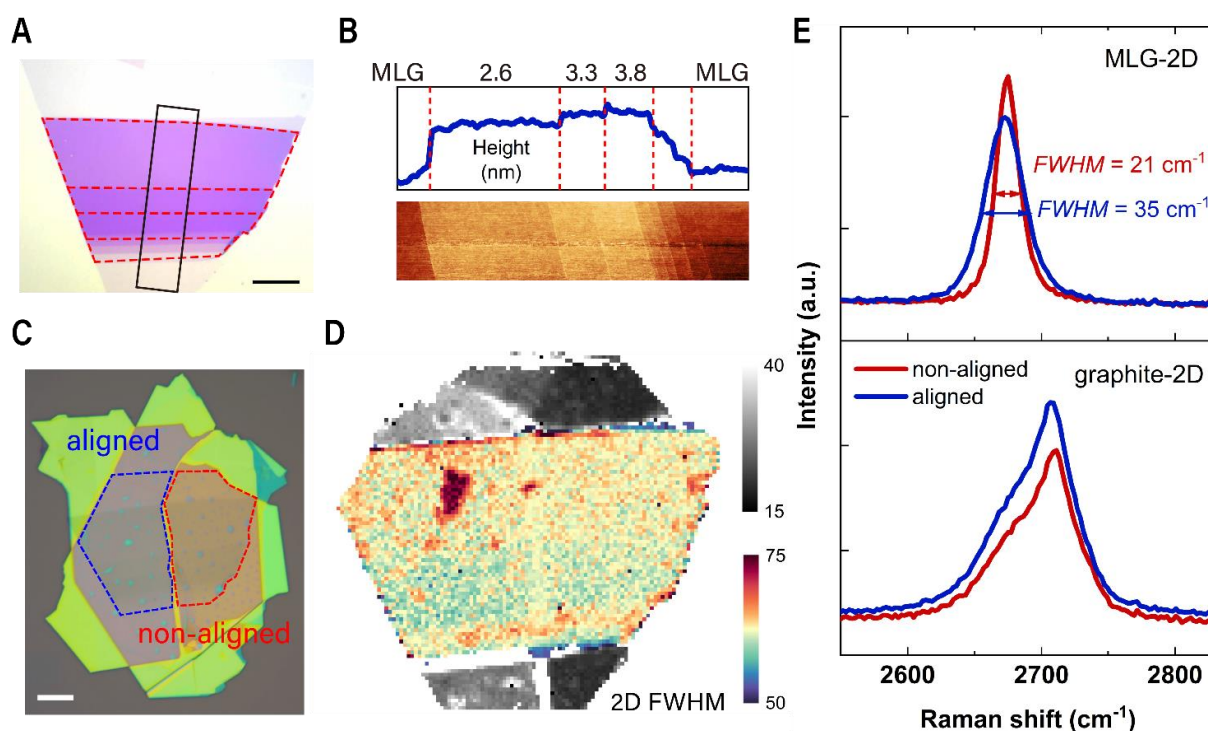 A
B
MLG 2.6 3.3 3.8 MLG
Height
(nm)
C
aligned
non-aligned
D
40
15
75
50
2D FWHM
E
MLG-2D
FWHM = 21 cm⁻¹
FWHM = 35 cm⁻¹
non-aligned
aligned
graphite-2D
Intensity (a.u.)
2600 2700 2800
Raman shift (cm⁻¹)